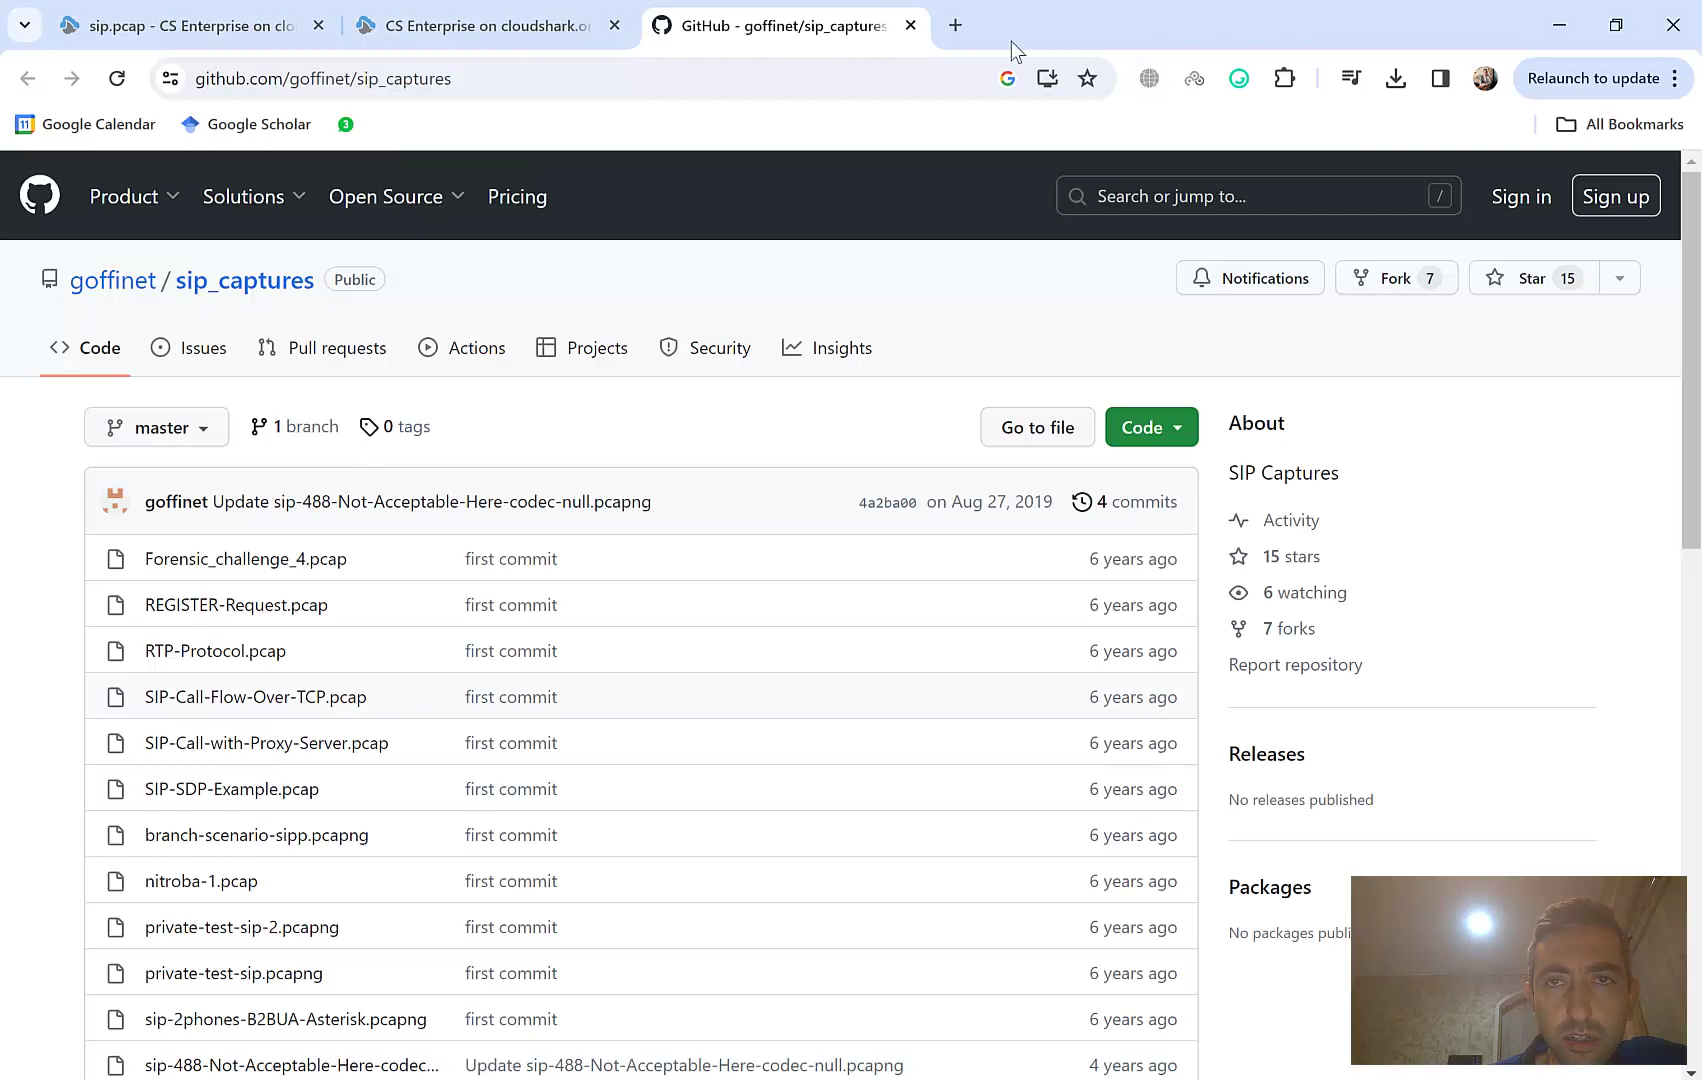 sip.pcap - CS Enterprise on clo
CS Enterprise on cloudshark.or
GitHub - goffinet/sip_captures
github.com/goffinet/sip_captures
Relaunch to update
11 Google Calendar
Google Scholar
3
All Bookmarks
Product
Solutions
Open Source
Pricing
Search or jump to... /
Sign in
Sign up
goffinet / sip_captures Public
Notifications
Fork 7
Star 15
Code
Issues
Pull requests
Actions
Projects
Security
Insights
master
1 branch
0 tags
Go to file
Code
goffinet Update sip-488-Not-Acceptable-Here-codec-null.pcapng 4a2ba00 on Aug 27, 2019 4 commits
Forensic_challenge_4.pcap first commit 6 years ago
REGISTER-Request.pcap first commit 6 years ago
RTP-Protocol.pcap first commit 6 years ago
SIP-Call-Flow-Over-TCP.pcap first commit 6 years ago
SIP-Call-with-Proxy-Server.pcap first commit 6 years ago
SIP-SDP-Example.pcap first commit 6 years ago
branch-scenario-sipp.pcapng first commit 6 years ago
nitroba-1.pcap first commit 6 years ago
private-test-sip-2.pcapng first commit 6 years ago
private-test-sip.pcapng first commit 6 years ago
sip-2phones-B2BUA-Asterisk.pcapng first commit 6 years ago
sip-488-Not-Acceptable-Here-codec... Update sip-488-Not-Acceptable-Here-codec-null.pcapng 4 years ago
About
SIP Captures
Activity
15 stars
6 watching
7 forks
Report repository
Releases
No releases published
Packages
No packages publi